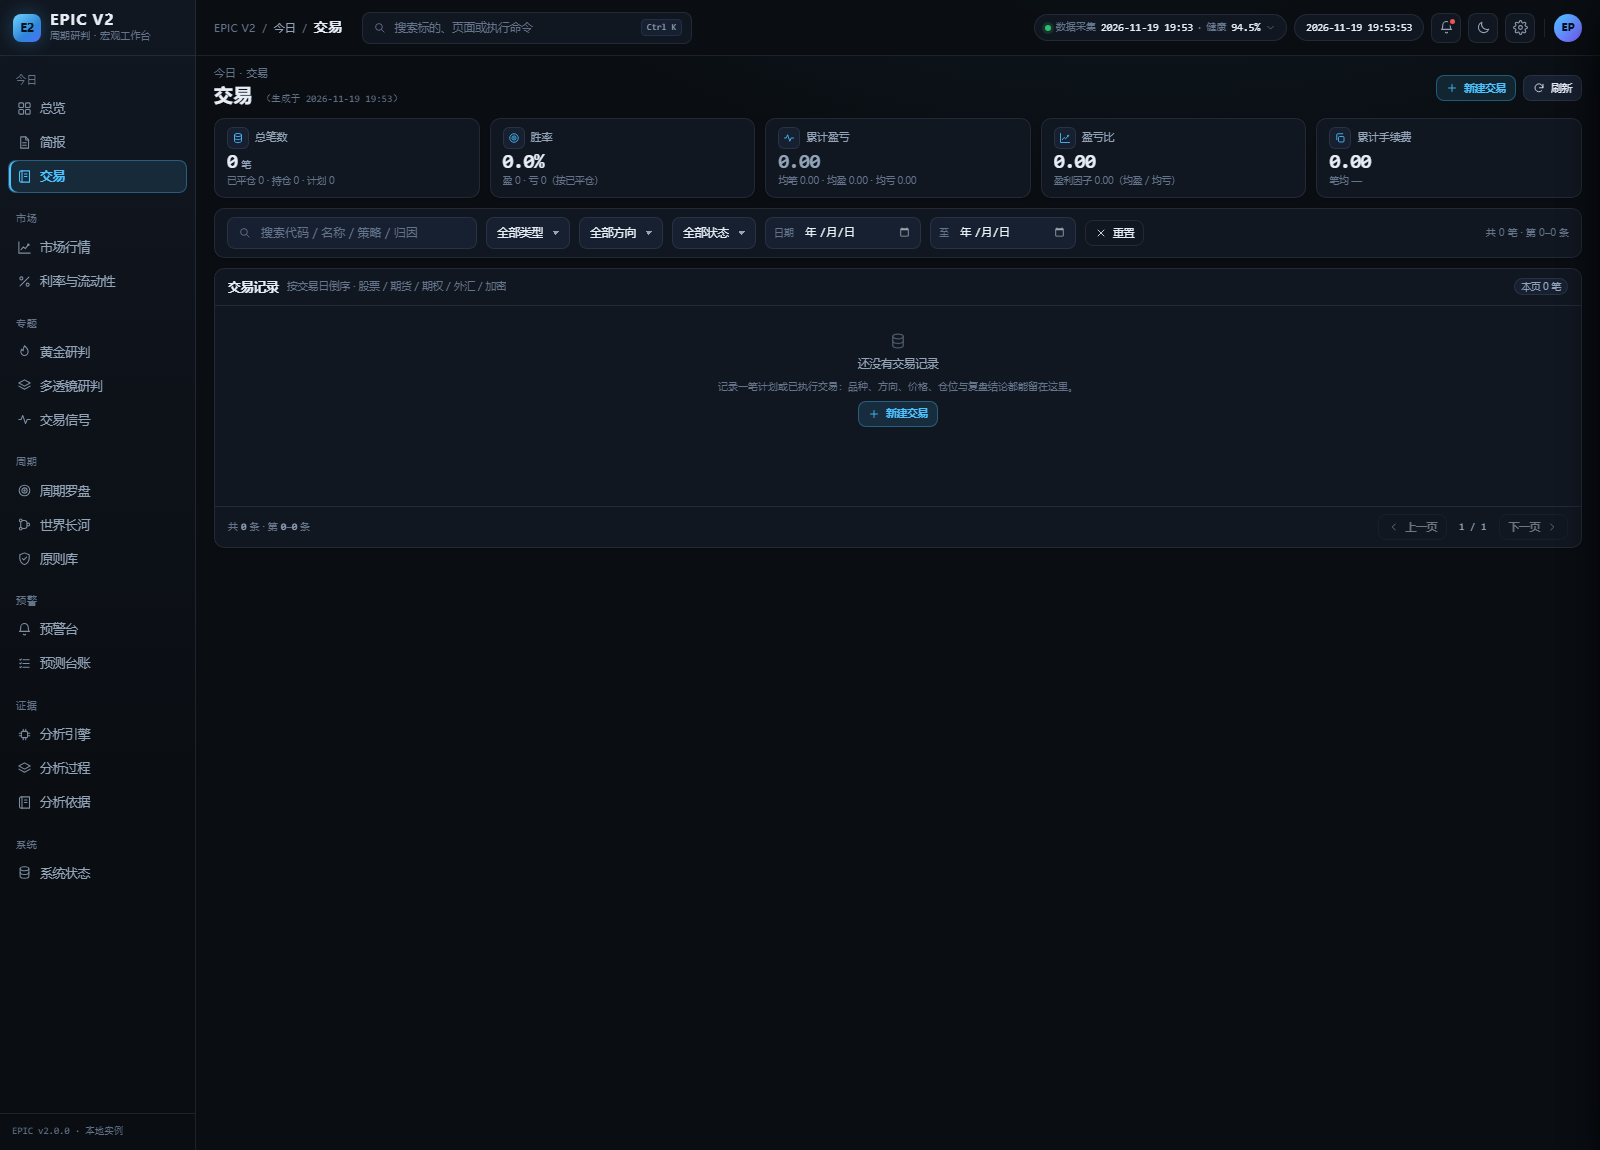 E2
EPIC V2
周期研判 · 宏观工作台
EPIC V2 / 今日 / 交易
搜索标的、页面或执行命令
Ctrl K
数据采集 2026-11-19 19:53 · 健康 94.5%
2026-11-19 19:53:53
EP
今日
总览
简报
交易
市场
市场行情
利率与流动性
专题
黄金研判
多透镜研判
交易信号
周期
周期罗盘
世界长河
原则库
预警
预警台
预测台账
证据
分析引擎
分析过程
分析依据
系统
系统状态
EPIC v2.0.0 · 本地实例
今日 · 交易
交易 (生成于 2026-11-19 19:53)
新建交易
刷新
总笔数
0 笔
已平仓 0 · 持仓 0 · 计划 0
胜率
0.0%
盈 0 · 亏 0 (按已平仓)
累计盈亏
0.00
均笔 0.00 · 均盈 0.00 · 均亏 0.00
盈亏比
0.00
盈利因子 0.00 (均盈 / 均亏)
累计手续费
0.00
笔均 —
搜索代码 / 名称 / 策略 / 归因
全部类型
全部方向
全部状态
日期 年 /月/日
至 年 /月/日
重置
共 0 笔 · 第 0–0 条
交易记录 按交易日倒序 · 股票 / 期货 / 期权 / 外汇 / 加密
本页 0 笔
还没有交易记录
记录一笔计划或已执行交易：品种、方向、价格、仓位与复盘结论都能留在这里。
新建交易
共 0 条 · 第 0–0 条
上一页
1 / 1
下一页